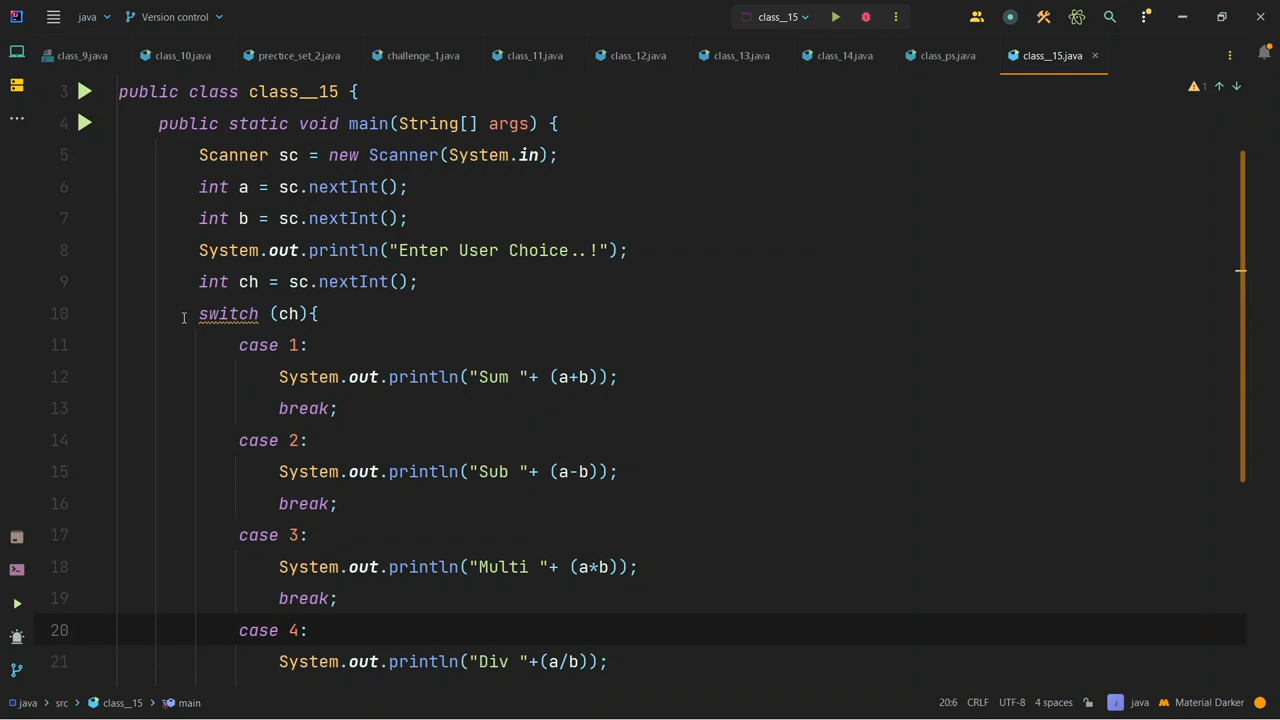 java Version control class__15
class_9.java class_10.java prectice_set_2.java challenge_1.java class_11.java class_12.java class_13.java class_14.java class_ps.java class__15.java
1
3 public class class__15 {
4 public static void main(String[] args) {
5 Scanner sc = new Scanner(System.in);
6 int a = sc.nextInt();
7 int b = sc.nextInt();
8 System.out.println("Enter User Choice..!");
9 int ch = sc.nextInt();
10 switch (ch){
11 case 1:
12 System.out.println("Sum "+ (a+b));
13 break;
14 case 2:
15 System.out.println("Sub "+ (a-b));
16 break;
17 case 3:
18 System.out.println("Multi "+ (a*b));
19 break;
20 case 4:
21 System.out.println("Div "+(a/b));
java > src > class__15 > main 20:6 CRLF UTF-8 4 spaces java Material Darker